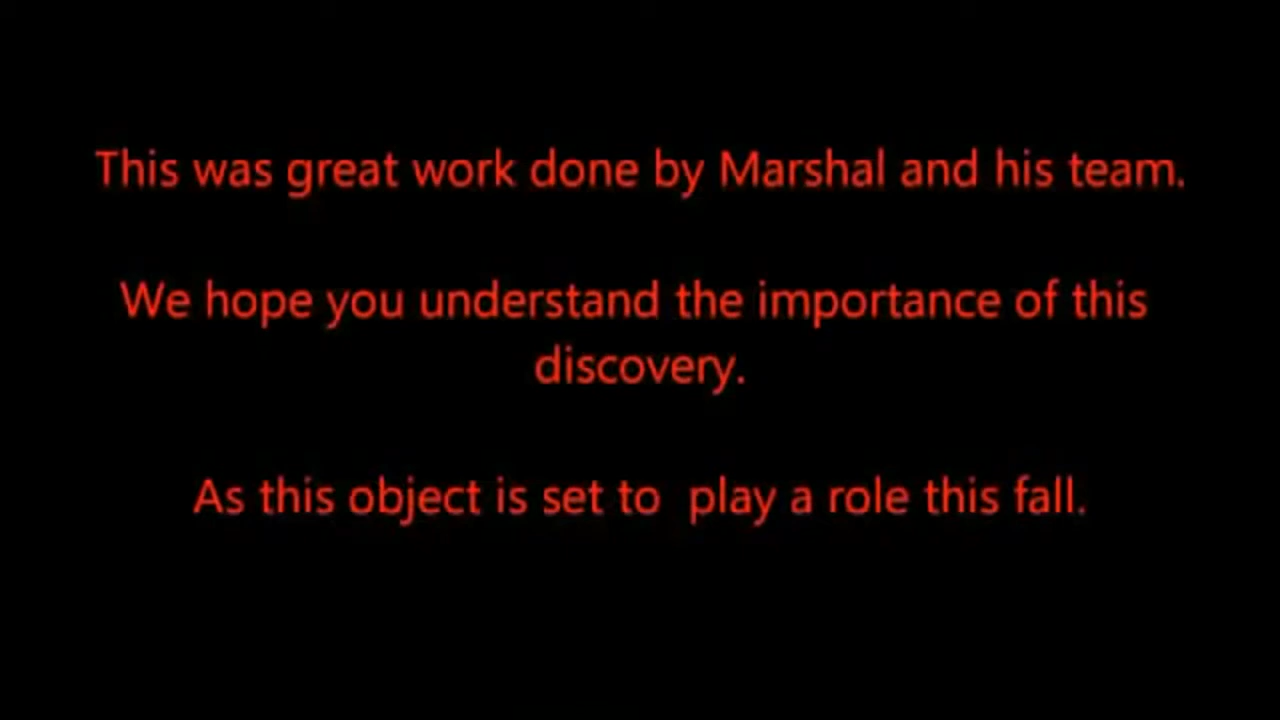 This was great work done by Marshal and his team.
We hope you understand the importance of this
discovery.
As this object is set to  play a role this fall.